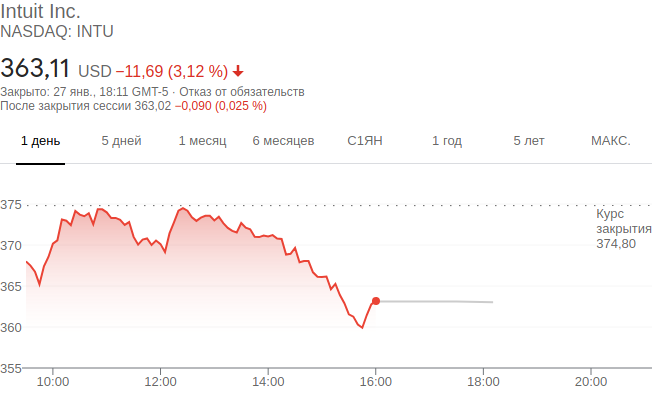 Intuit Inc.
NASDAQ: INTU
363,11 USD −11,69 (3,12 %)
Закрыто: 27 янв., 18:11 GMT-5 · Отказ от обязательств
После закрытия сессии 363,02 −0,090 (0,025 %)
1 день 5 дней 1 месяц 6 месяцев С1ЯН 1 год 5 лет МАКС.
375
Курс
закрытия
374,80
370
365
360
355
10:00 12:00 14:00 16:00 18:00 20:00